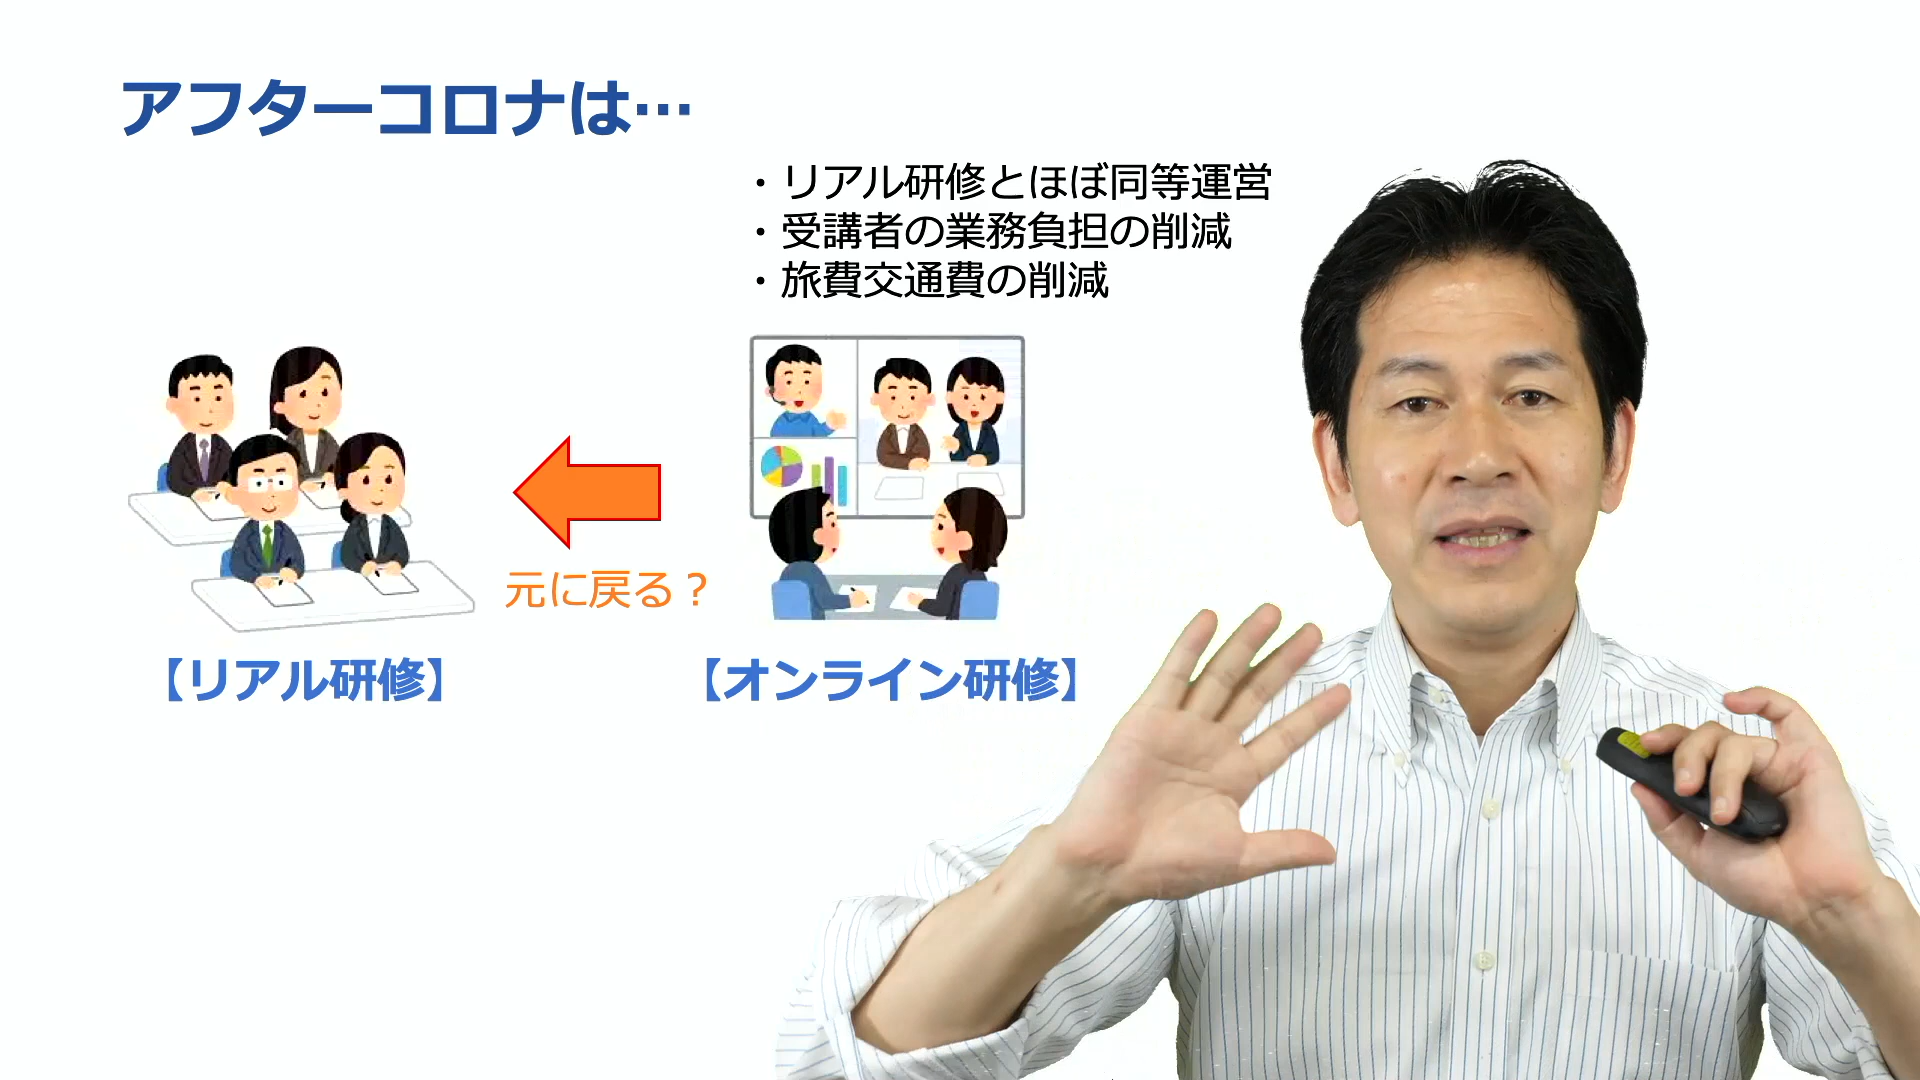 アフターコロナは…
・リアル研修とほぼ同等運営
・受講者の業務負担の削減
・旅費交通費の削減
元に戻る？
【リアル研修】
【オンライン研修】